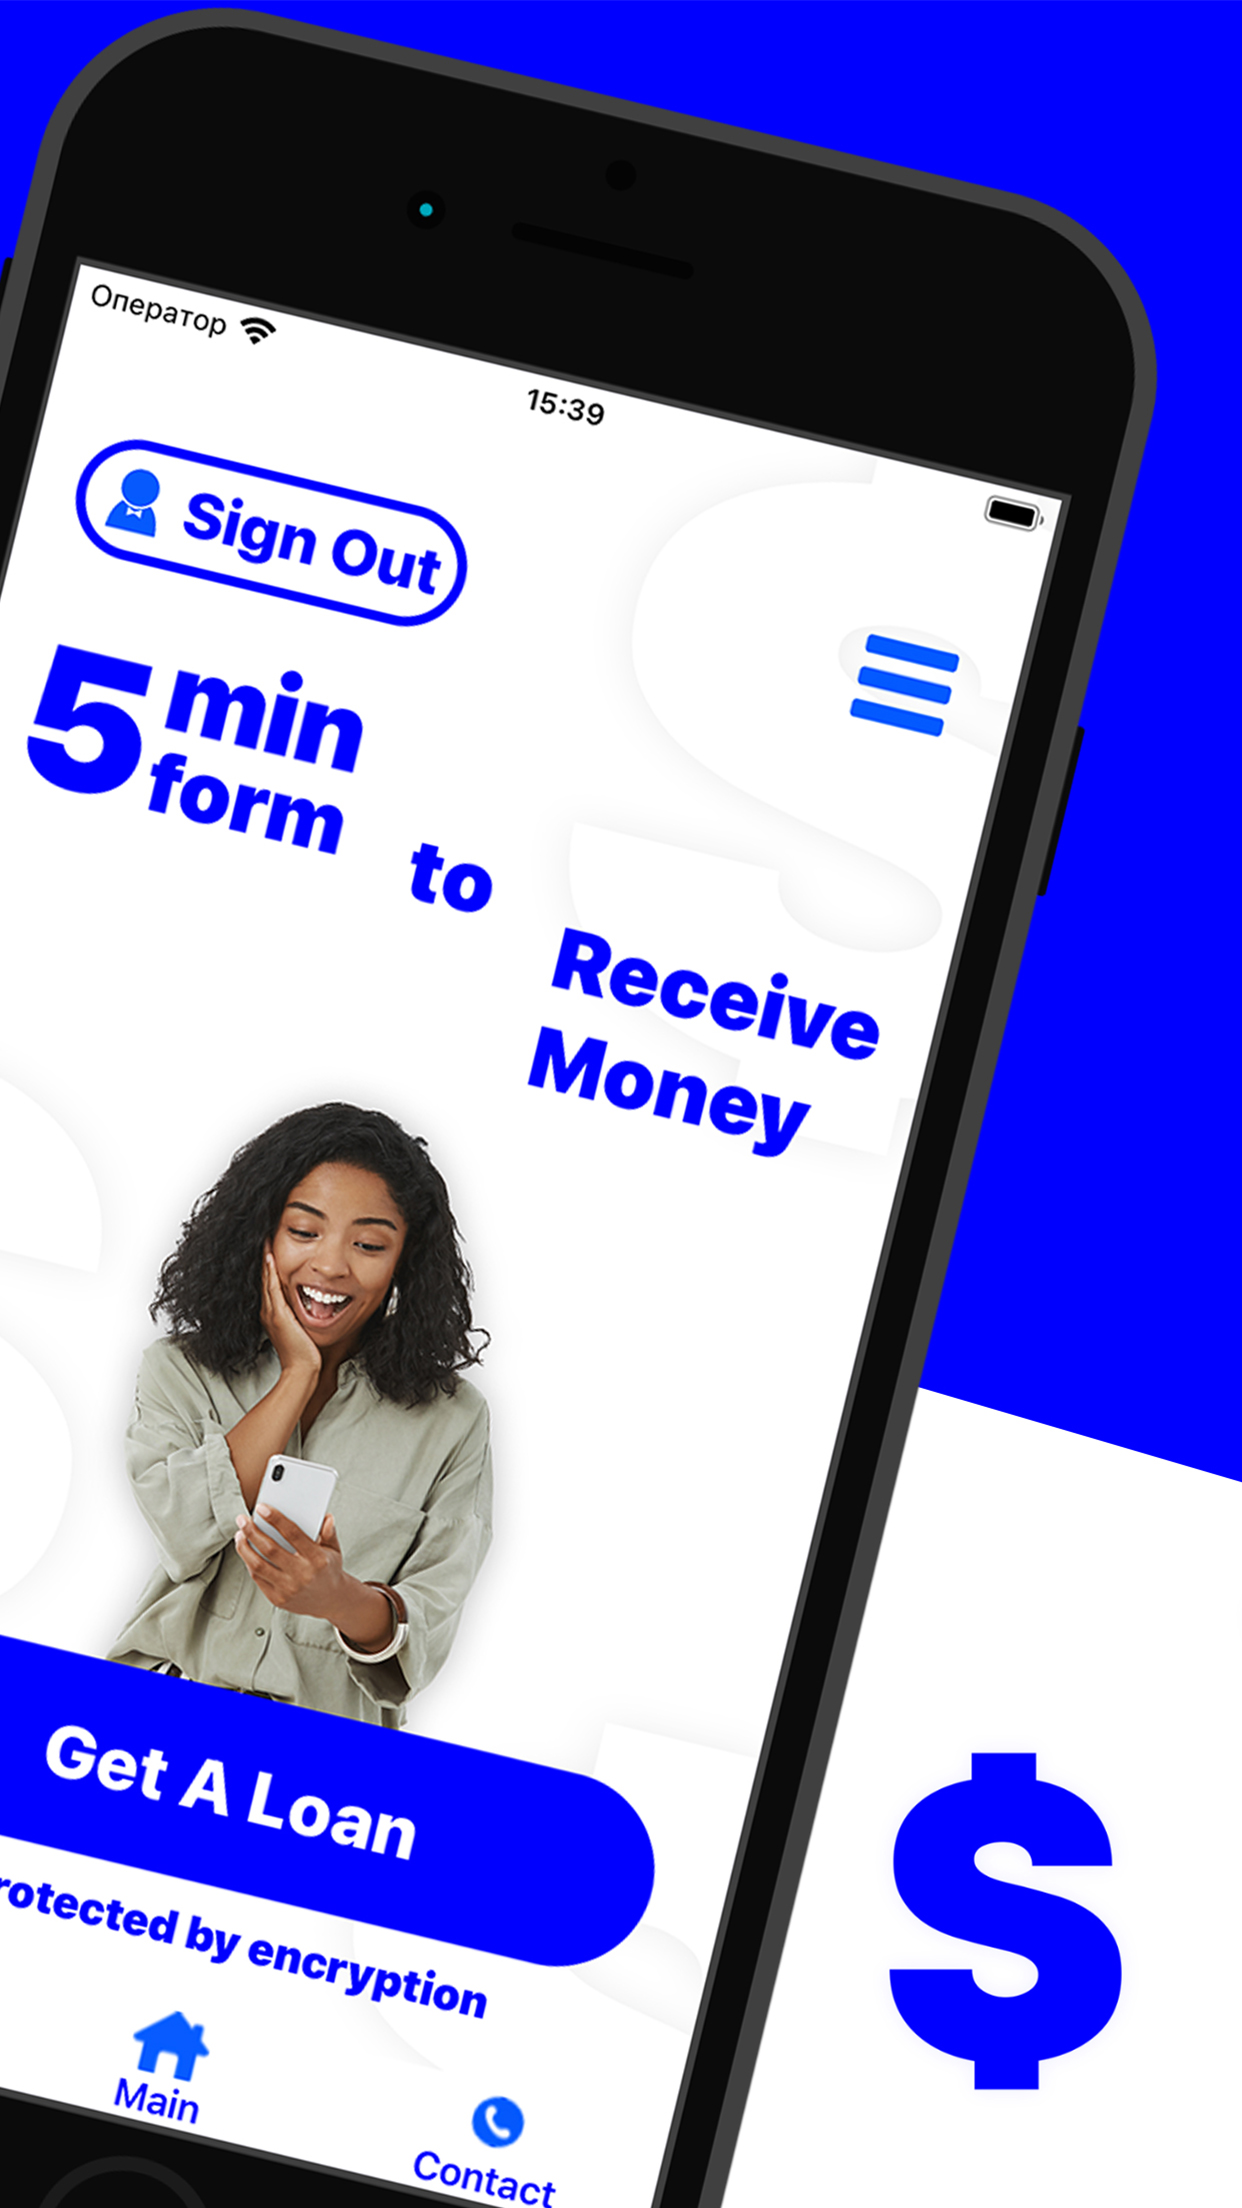 Оператор
15:39
Sign Out
5 min
form
to
Receive
Money
Get A Loan
rotected by encryption
Main
Contact
$